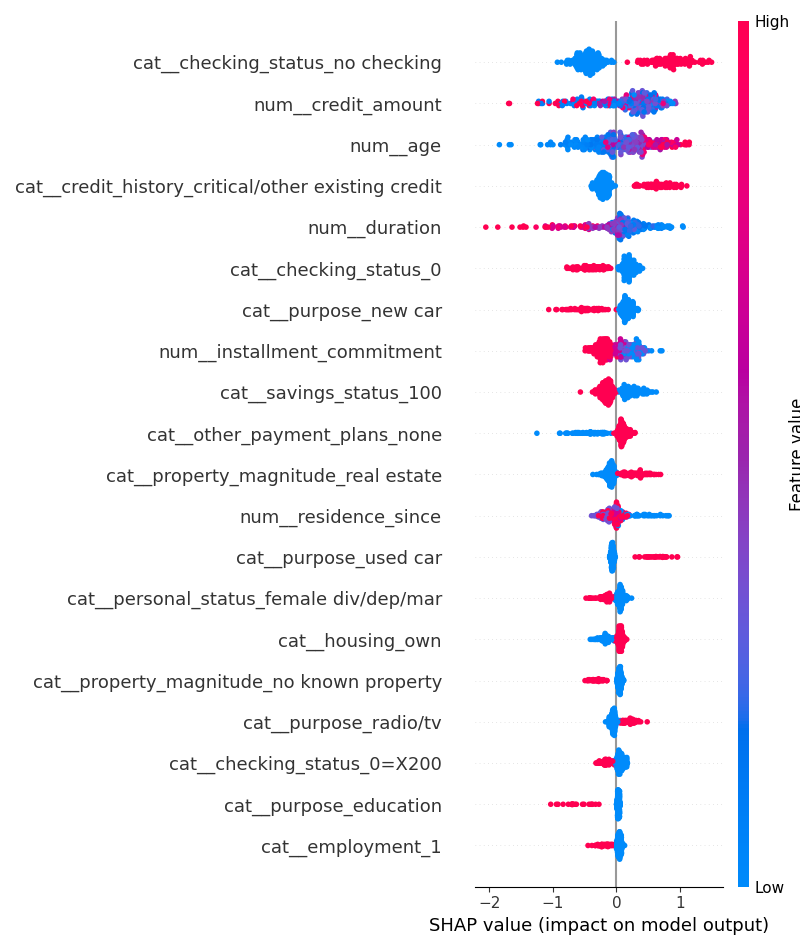 High
cat__checking_status_no checking
num__credit_amount
num__age
cat__credit_history_critical/other existing credit
num__duration
cat__checking_status_0
cat__purpose_new car
num__installment_commitment
cat__savings_status_100
cat__other_payment_plans_none
cat__property_magnitude_real estate
num__residence_since
cat__purpose_used car
cat__personal_status_female div/dep/mar
cat__housing_own
cat__property_magnitude_no known property
cat__purpose_radio/tv
cat__checking_status_0=X200
cat__purpose_education
cat__employment_1
Low
Feature value
−2 −1 0 1
SHAP value (impact on model output)